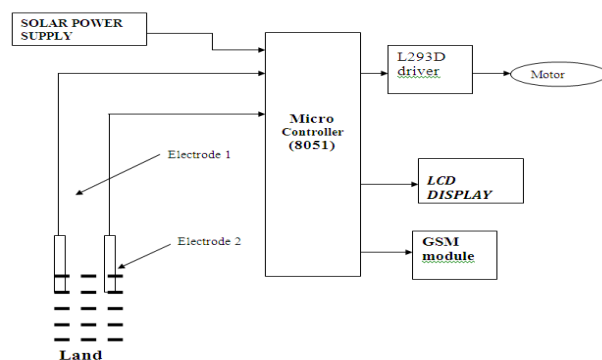 SOLAR POWER
SUPPLY
L293D
driver
Motor
Micro
Controller
(8051)
Electrode 1
LCD
DISPLAY
Electrode 2
GSM
module
Land